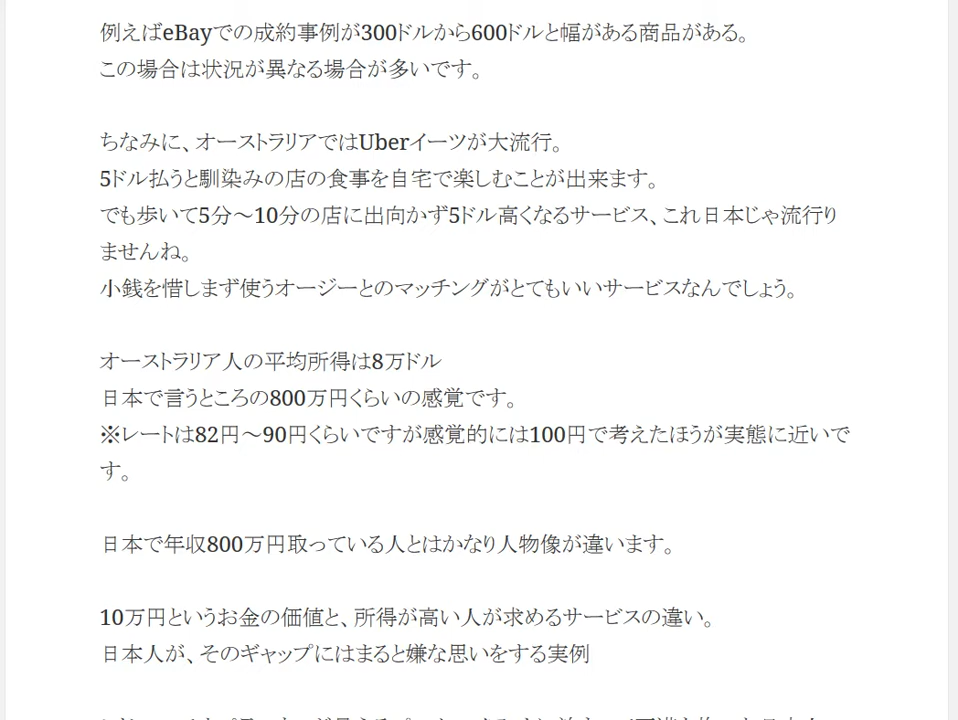 例えばeBayでの成約事例が300ドルから600ドルと幅がある商品がある。
この場合は状況が異なる場合が多いです。
ちなみに、オーストラリアではUberイーツが大流行。
5ドル払うと馴染みの店の食事を自宅で楽しむことが出来ます。
でも歩いて5分〜10分の店に出向かず5ドル高くなるサービス、これ日本じゃ流行り
ませんね。
小銭を惜しまず使うオージーとのマッチングがとてもいいサービスなんでしょう。
オーストラリア人の平均所得は8万ドル
日本で言うところの800万円くらいの感覚です。
※レートは82円〜90円くらいですが感覚的には100円で考えたほうが実態に近いで
す。
日本で年収800万円取っている人とはかなり人物像が違います。
10万円というお金の価値と、所得が高い人が求めるサービスの違い。
日本人が、そのギャップにはまると嫌な思いをする実例